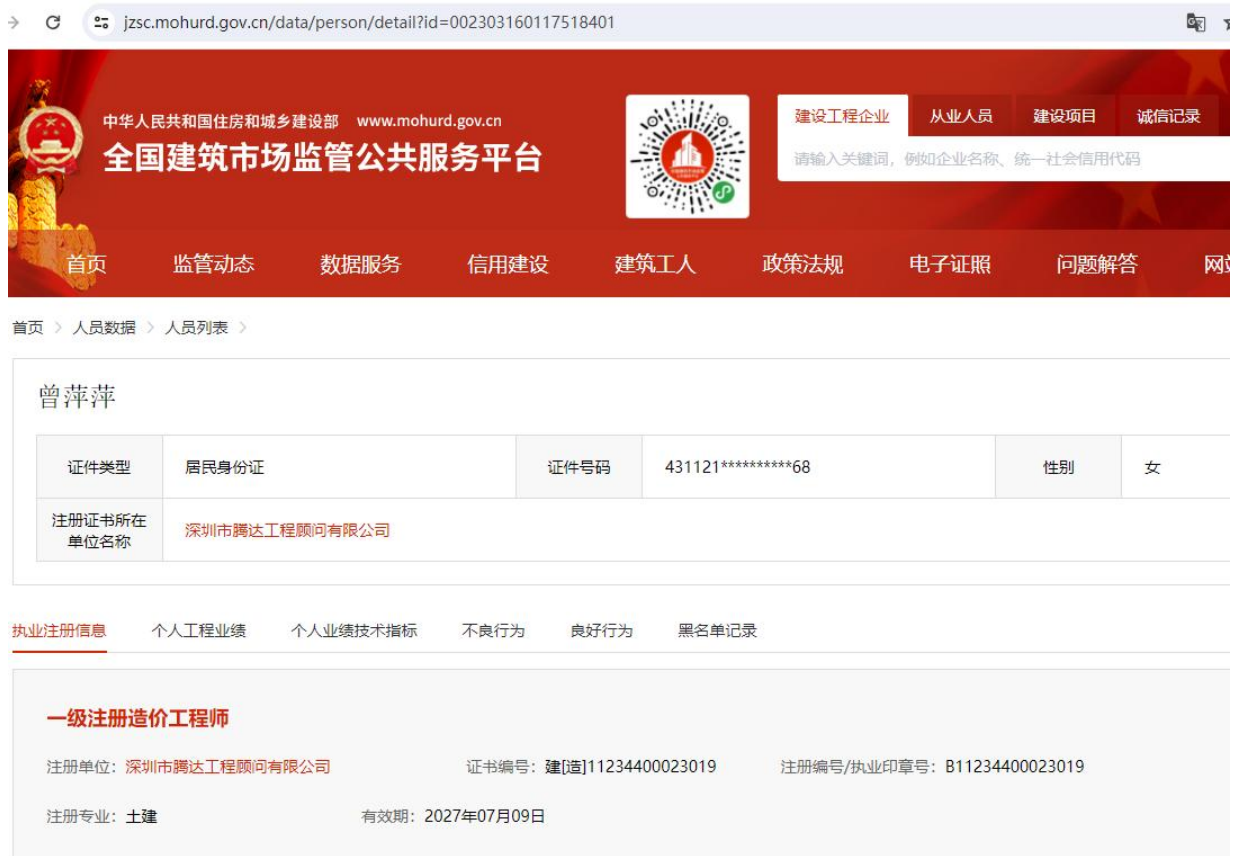 jzsc.mohurd.gov.cn/data/person/detail?id=002303160117518401
中华人民共和国住房和城乡建设部 www.mohurd.gov.cn
全国建筑市场监管公共服务平台
建设工程企业 从业人员 建设项目 诚信记录
请输入关键词，例如企业名称、统一社会信用代码
首页 监管动态 数据服务 信用建设 建筑工人 政策法规 电子证照 问题解答 网
首页 > 人员数据 > 人员列表 >
曾萍萍
证件类型 居民身份证 证件号码 431121**********68 性别 女
注册证书所在
单位名称
深圳市腾达工程顾问有限公司
执业注册信息 个人工程业绩 个人业绩技术指标 不良行为 良好行为 黑名单记录
一级注册造价工程师
注册单位：深圳市腾达工程顾问有限公司 证书编号：建[造]11234400023019 注册编号/执业印章号：B11234400023019
注册专业：土建 有效期：2027年07月09日